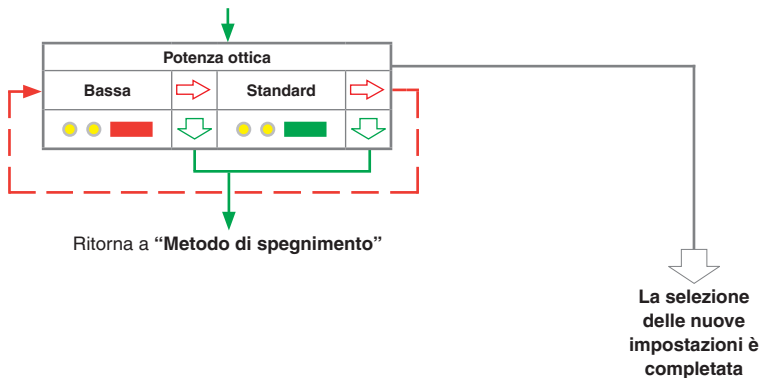 Potenza ottica
Bassa
Standard
Ritorna a “Metodo di spegnimento”
La selezione
delle nuove
impostazioni è
completata